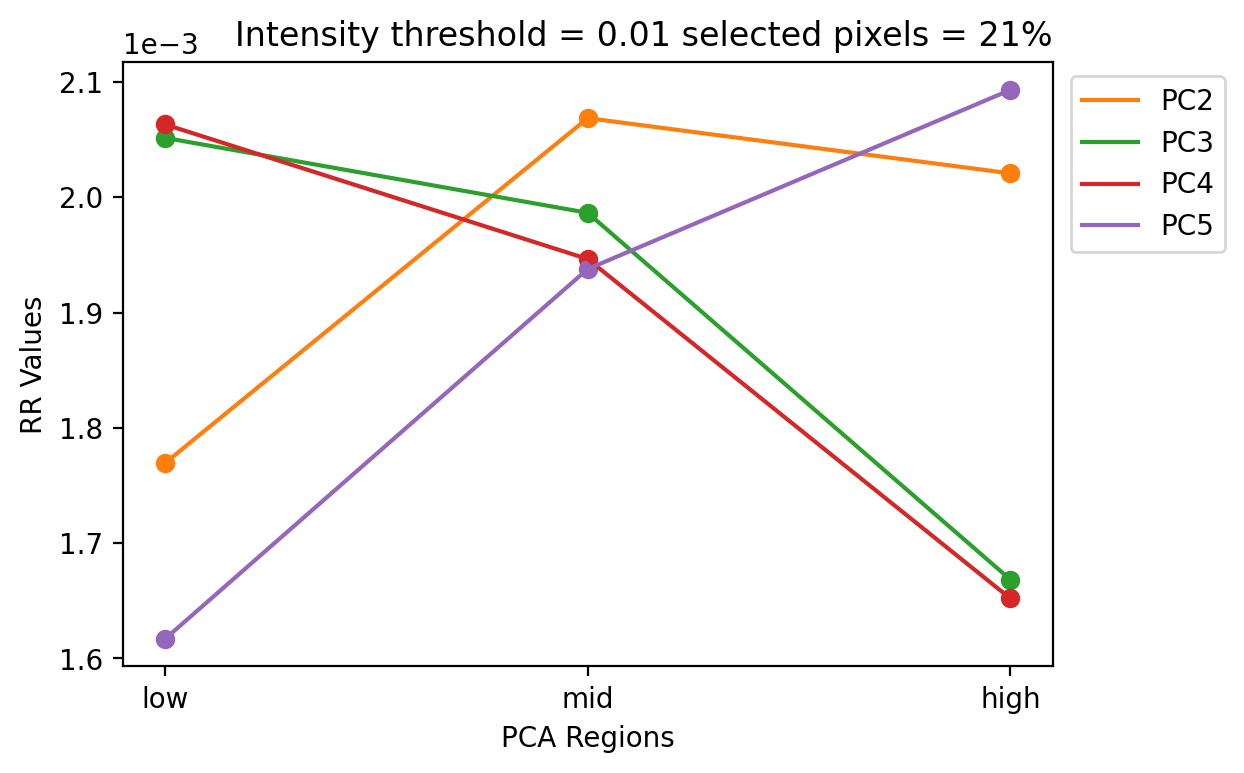 1e−3
Intensity threshold = 0.01 selected pixels = 21%
2.1
2.0
1.9
1.8
1.7
1.6
RR Values
low
mid
high
PCA Regions
PC2
PC3
PC4
PC5